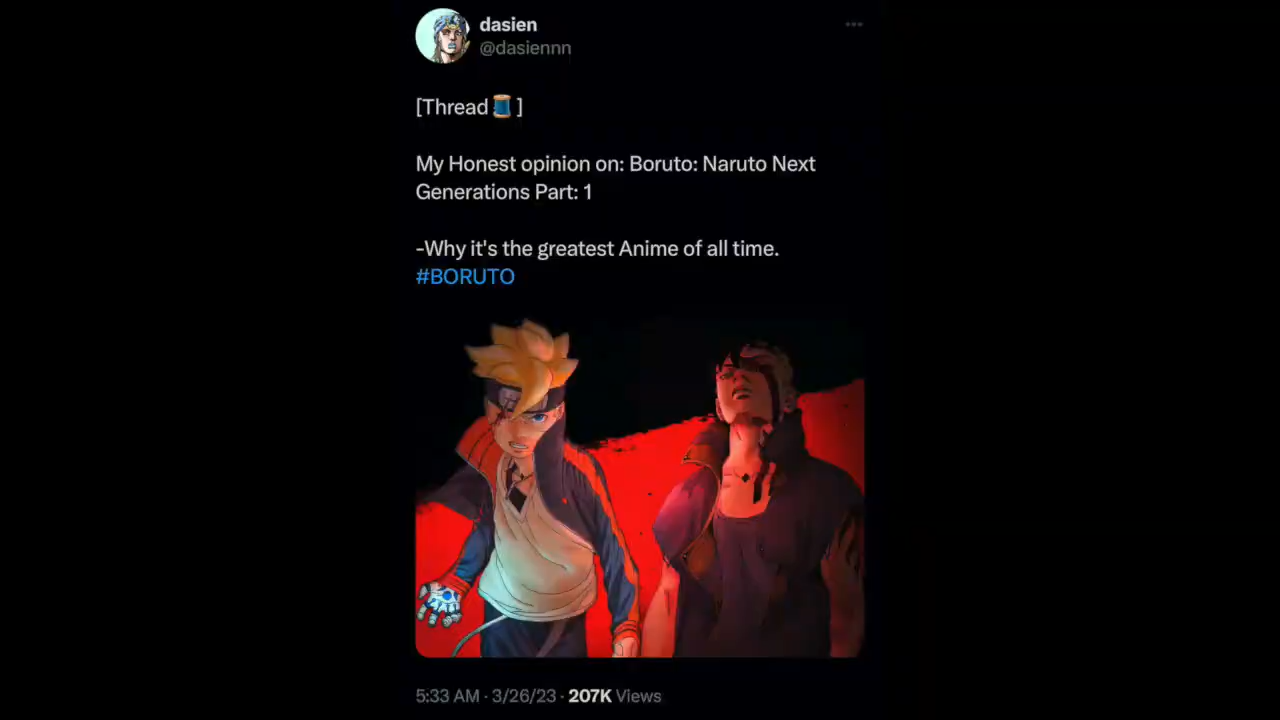 dasien
@dasiennn
[Thread🧵]
My Honest opinion on: Boruto: Naruto Next
Generations Part: 1
-Why it's the greatest Anime of all time.
#BORUTO
5:33 AM · 3/26/23 · 207K Views